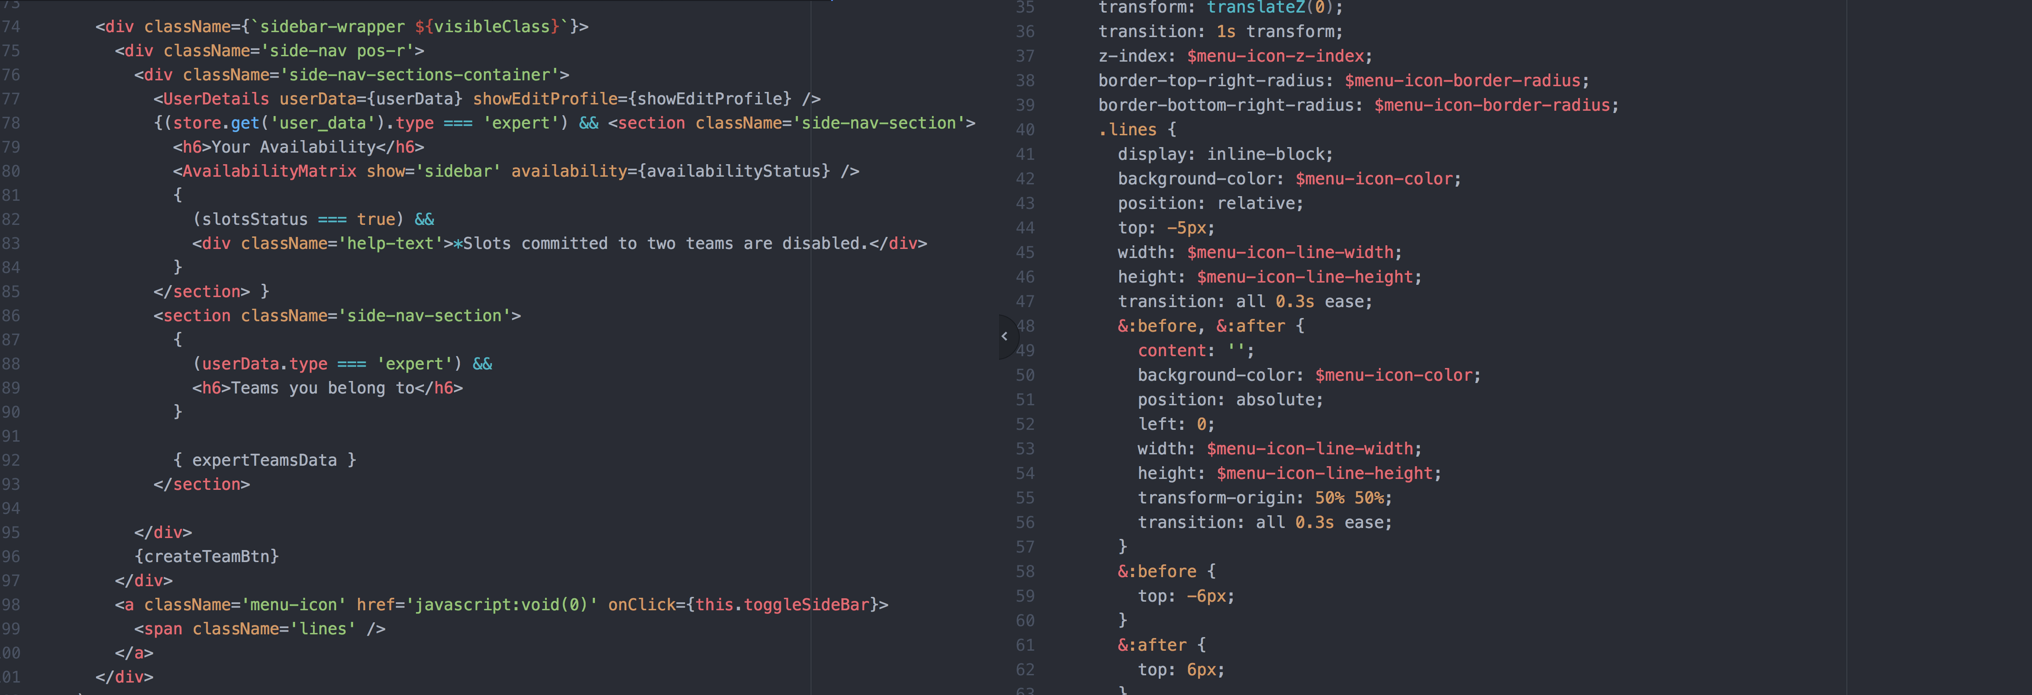 73
74 <div className={`sidebar-wrapper ${visibleClass}`}>
75 <div className='side-nav pos-r'>
76 <div className='side-nav-sections-container'>
77 <UserDetails userData={userData} showEditProfile={showEditProfile} />
78 {(store.get('user_data').type === 'expert') && <section className='side-nav-section'>
79 <h6>Your Availability</h6>
80 <AvailabilityMatrix show='sidebar' availability={availabilityStatus} />
81 {
82 (slotsStatus === true) &&
83 <div className='help-text'>*Slots committed to two teams are disabled.</div>
84 }
85 </section> }
86 <section className='side-nav-section'>
87 {
88 (userData.type === 'expert') &&
89 <h6>Teams you belong to</h6>
90 }
91
92 { expertTeamsData }
93 </section>
94
95 </div>
96 {createTeamBtn}
97 </div>
98 <a className='menu-icon' href='javascript:void(0)' onClick={this.toggleSideBar}>
99 <span className='lines' />
00 </a>
01 </div>
35 transform: translateZ(0);
36 transition: 1s transform;
37 z-index: $menu-icon-z-index;
38 border-top-right-radius: $menu-icon-border-radius;
39 border-bottom-right-radius: $menu-icon-border-radius;
40 .lines {
41 display: inline-block;
42 background-color: $menu-icon-color;
43 position: relative;
44 top: -5px;
45 width: $menu-icon-line-width;
46 height: $menu-icon-line-height;
47 transition: all 0.3s ease;
48 &:before, &:after {
49 content: '';
50 background-color: $menu-icon-color;
51 position: absolute;
52 left: 0;
53 width: $menu-icon-line-width;
54 height: $menu-icon-line-height;
55 transform-origin: 50% 50%;
56 transition: all 0.3s ease;
57 }
58 &:before {
59 top: -6px;
60 }
61 &:after {
62 top: 6px;
63 }